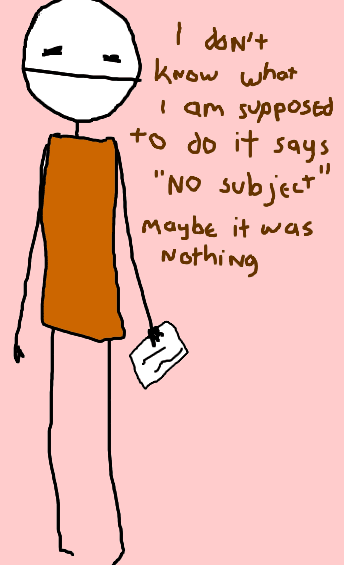 I don't
know what
I am supposed
to do it says
"No subject"
maybe it was
nothing